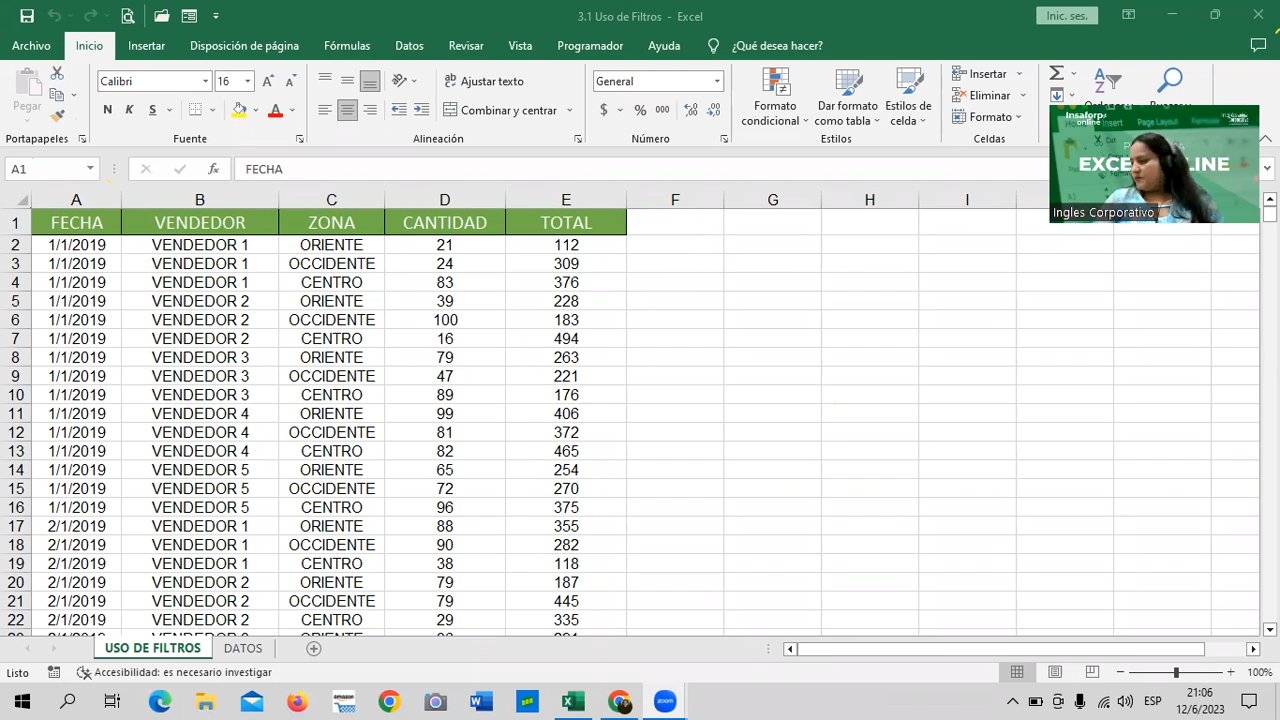 3.1 Uso de Filtros - Excel
Inic. ses.
Archivo Inicio Insertar Disposición de página Fórmulas Datos Revisar Vista Programador Ayuda ¿Qué desea hacer?
Pegar
Calibri 16
N K S
Ajustar texto
Combinar y centrar
General
$ % 000
Formato condicional
Dar formato como tabla
Estilos de celda
Insertar
Eliminar
Formato
Portapapeles Fuente Alineación Número Estilos Celdas
Insaforp online
Insert Page Layout
LINE
Ingles Corporativo
A1 FECHA
A B C D E F G H I
1 FECHA VENDEDOR ZONA CANTIDAD TOTAL
2 1/1/2019 VENDEDOR 1 ORIENTE 21 112
3 1/1/2019 VENDEDOR 1 OCCIDENTE 24 309
4 1/1/2019 VENDEDOR 1 CENTRO 83 376
5 1/1/2019 VENDEDOR 2 ORIENTE 39 228
6 1/1/2019 VENDEDOR 2 OCCIDENTE 100 183
7 1/1/2019 VENDEDOR 2 CENTRO 16 494
8 1/1/2019 VENDEDOR 3 ORIENTE 79 263
9 1/1/2019 VENDEDOR 3 OCCIDENTE 47 221
10 1/1/2019 VENDEDOR 3 CENTRO 89 176
11 1/1/2019 VENDEDOR 4 ORIENTE 99 406
12 1/1/2019 VENDEDOR 4 OCCIDENTE 81 372
13 1/1/2019 VENDEDOR 4 CENTRO 82 465
14 1/1/2019 VENDEDOR 5 ORIENTE 65 254
15 1/1/2019 VENDEDOR 5 OCCIDENTE 72 270
16 1/1/2019 VENDEDOR 5 CENTRO 96 375
17 2/1/2019 VENDEDOR 1 ORIENTE 88 355
18 2/1/2019 VENDEDOR 1 OCCIDENTE 90 282
19 2/1/2019 VENDEDOR 1 CENTRO 38 118
20 2/1/2019 VENDEDOR 2 ORIENTE 79 187
21 2/1/2019 VENDEDOR 2 OCCIDENTE 79 445
22 2/1/2019 VENDEDOR 2 CENTRO 29 335
USO DE FILTROS DATOS
Listo Accesibilidad: es necesario investigar 100%
amazon
zoom
ESP
21:06
12/6/2023